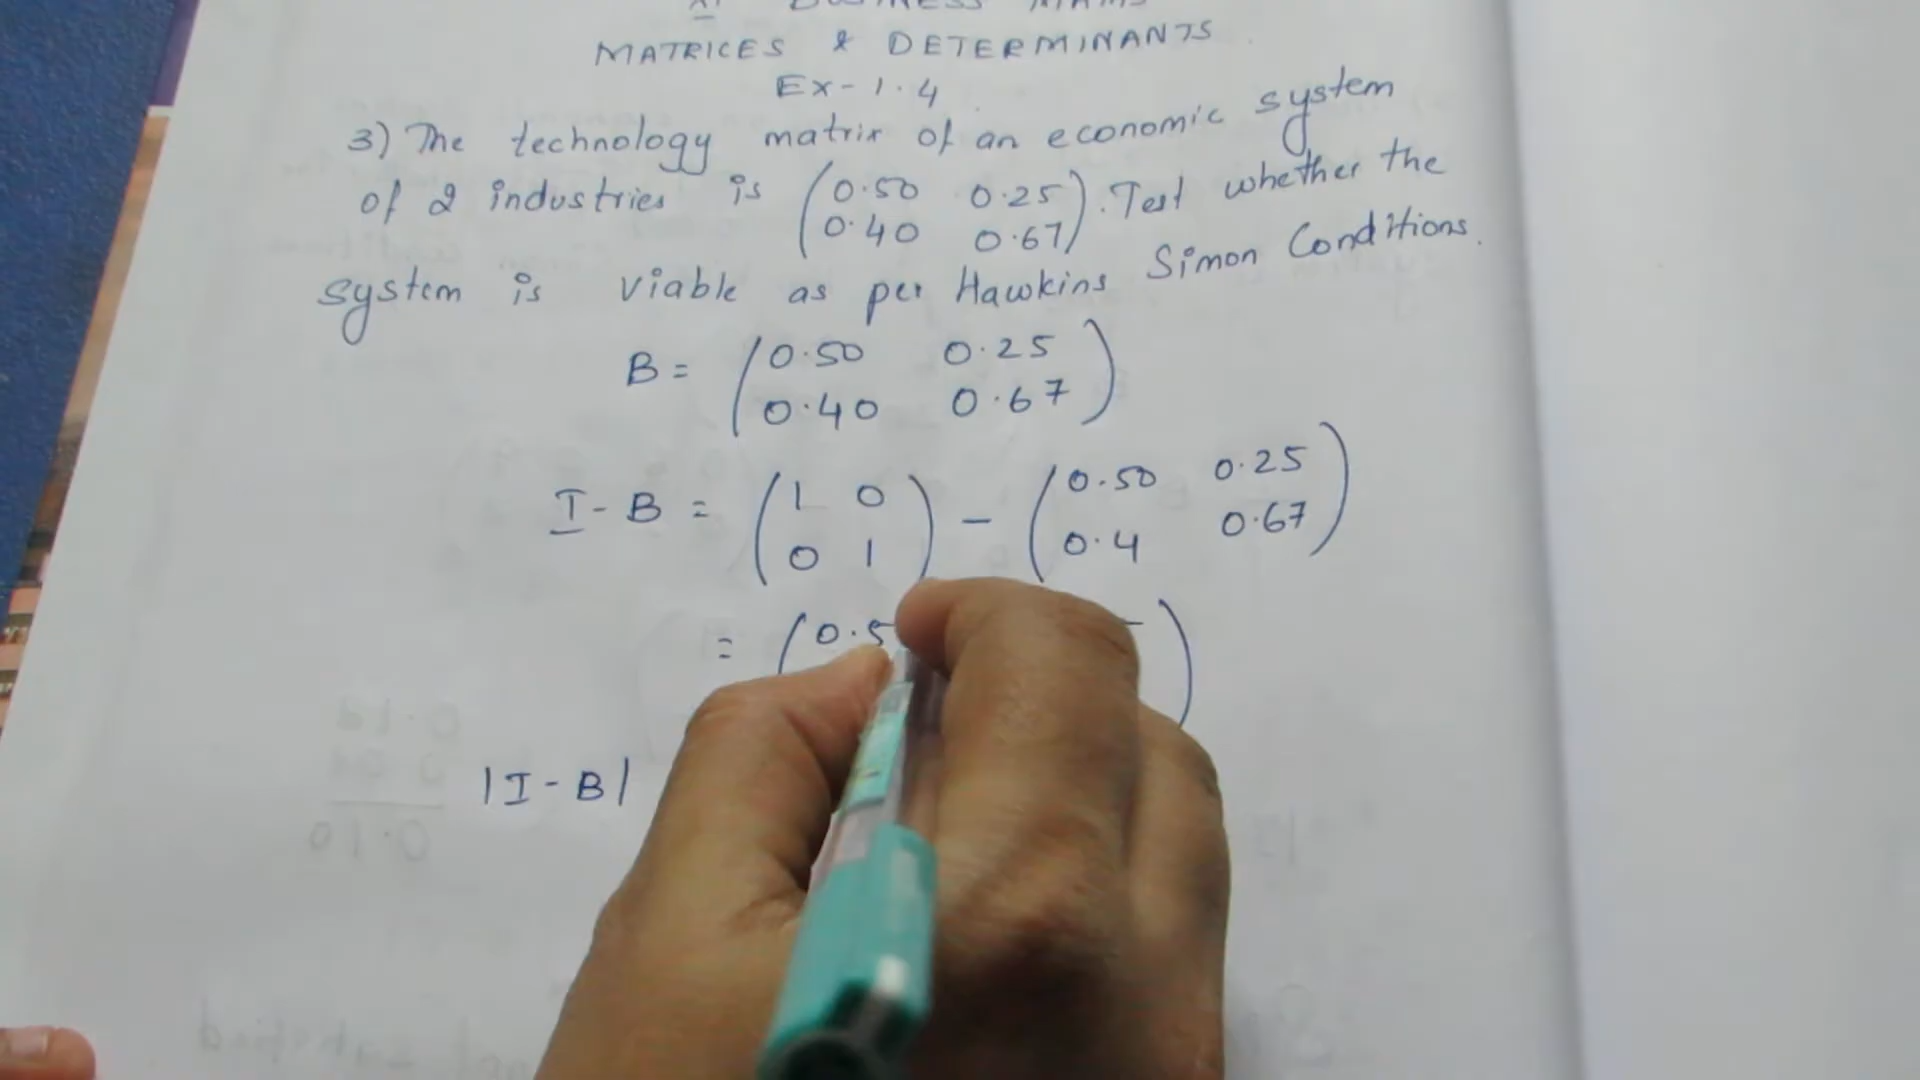 MATRICES & DETERMINANTS
Ex-1.4
3) The technology matrix of an economic system
of 2 industries is (0.50 0.25
0.40 0.67). Test whether the
system is viable as per Hawkins Simon Conditions.
B = (0.50 0.25
0.40 0.67)
I - B = (1 0
0 1) - (0.50 0.25
0.4 0.67)
= (0.5 )
|I - B|